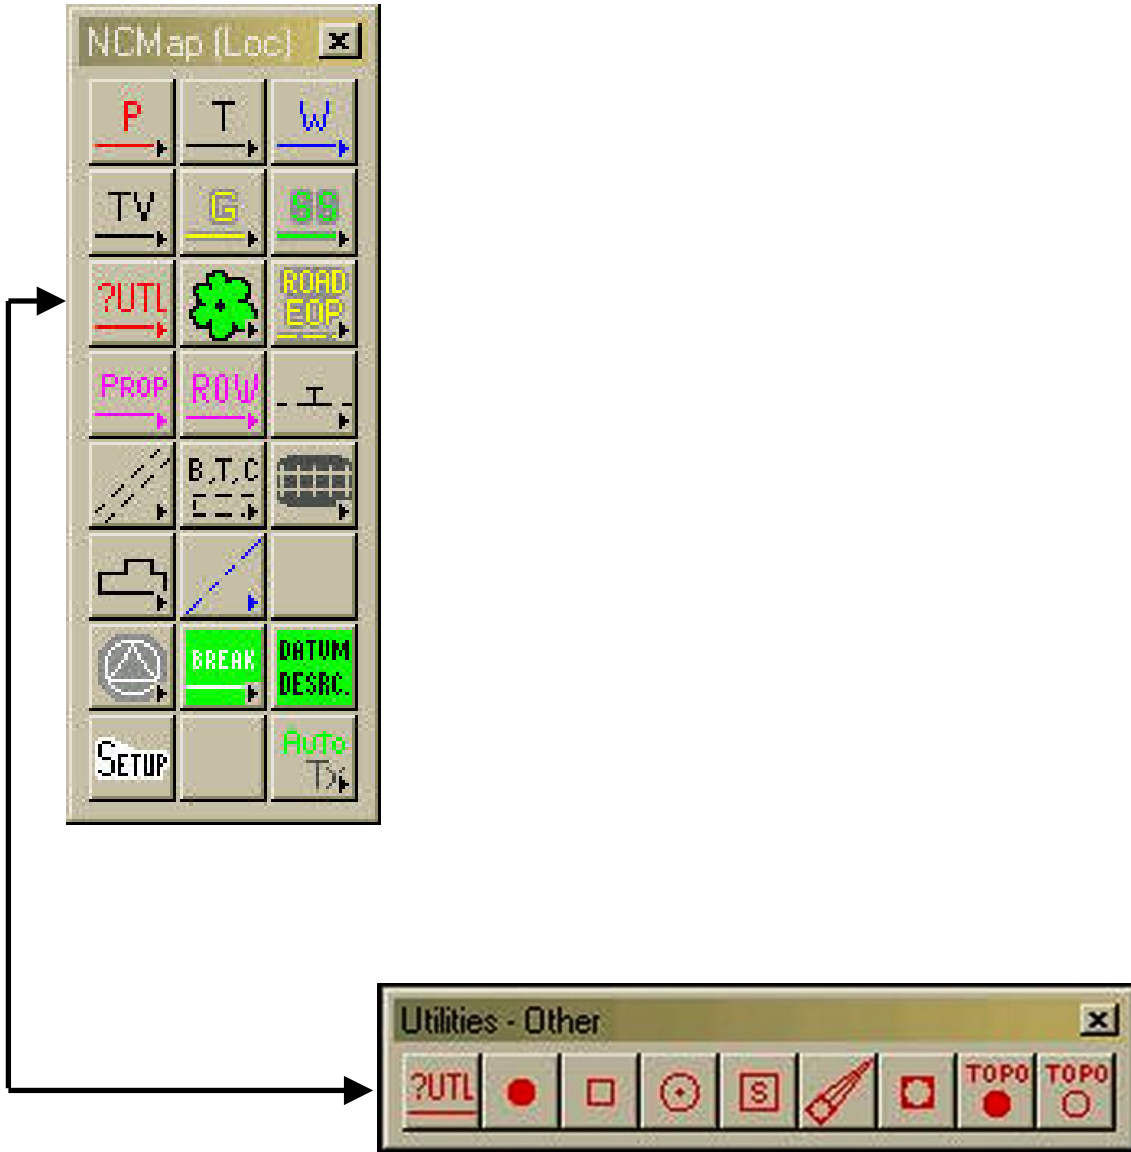 NCMap (Loc)
P T W
TV G SS
?UTL ROAD
EOP
PROP ROW T
B,T,C
BREAK DATUM
DESRC.
SETUP AUTO
Tx
Utilities - Other
?UTL S TOPO TOPO